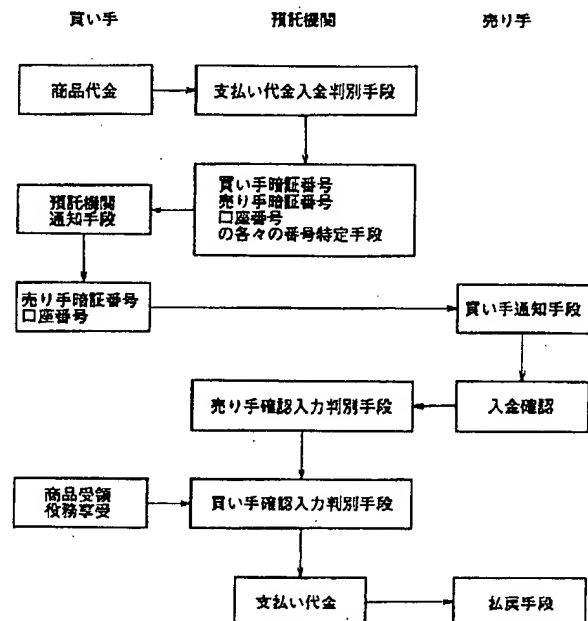 買い手
預託機関
売り手
商品代金
支払い代金入金判別手段
買い手暗証番号
売り手暗証番号
口座番号
の各々の番号特定手段
預託機関
通知手段
売り手暗証番号
口座番号
買い手通知手段
売り手確認入力判別手段
入金確認
商品受領
役務享受
買い手確認入力判別手段
支払い代金
払戻手段